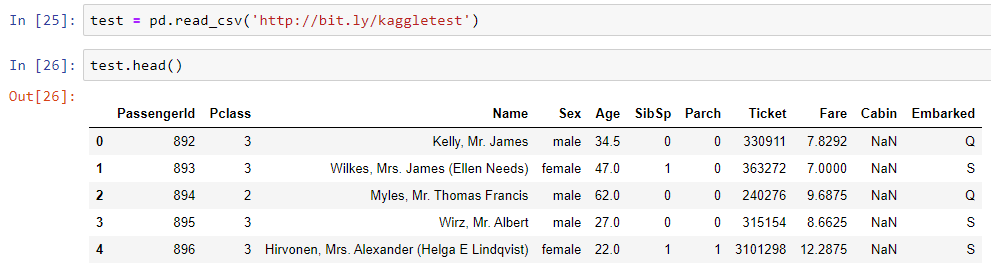 In [25]: test = pd.read_csv('http://bit.ly/kaggletest')
In [26]: test.head()
Out[26]:
PassengerId Pclass Name Sex Age SibSp Parch Ticket Fare Cabin Embarked
0 892 3 Kelly, Mr. James male 34.5 0 0 330911 7.8292 NaN Q
1 893 3 Wilkes, Mrs. James (Ellen Needs) female 47.0 1 0 363272 7.0000 NaN S
2 894 2 Myles, Mr. Thomas Francis male 62.0 0 0 240276 9.6875 NaN Q
3 895 3 Wirz, Mr. Albert male 27.0 0 0 315154 8.6625 NaN S
4 896 3 Hirvonen, Mrs. Alexander (Helga E Lindqvist) female 22.0 1 1 3101298 12.2875 NaN S